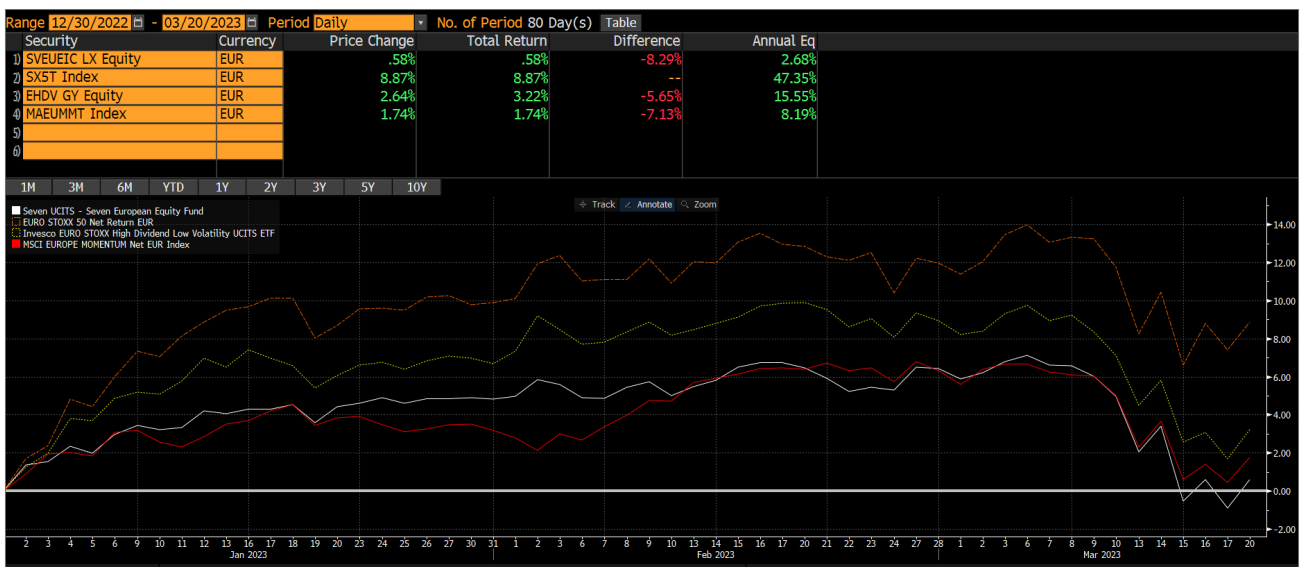 Range 12/30/2022 - 03/20/2023 Period Daily No. of Period 80 Day(s) Table
Security Currency Price Change Total Return Difference Annual Eq
1) SVEUEIC LX Equity EUR .58% .58% -8.29% 2.68%
2) SX5T Index EUR 8.87% 8.87% -- 47.35%
3) EHDV GY Equity EUR 2.64% 3.22% -5.65% 15.55%
4) MAEUMMT Index EUR 1.74% 1.74% -7.13% 8.19%
5)
6)
1M 3M 6M YTD 1Y 2Y 3Y 5Y 10Y
Track Annotate Zoom
Seven UCITS - Seven European Equity Fund
EURO STOXX 50 Net Return EUR
Invesco EURO STOXX High Dividend Low Volatility UCITS ETF
MSCI EUROPE MOMENTUM Net EUR Index
14.00
12.00
10.00
8.00
6.00
4.00
2.00
0.00
-2.00
2 3 4 5 6 9 10 11 12 13 16 17 18 19 20 23 24 25 26 27 30 31 1 2 3 6 7 8 9 10 13 14 15 16 17 20 21 22 23 24 27 28 1 2 3 6 7 8 9 10 13 14 15 16 17 20
Jan 2023 Feb 2023 Mar 2023